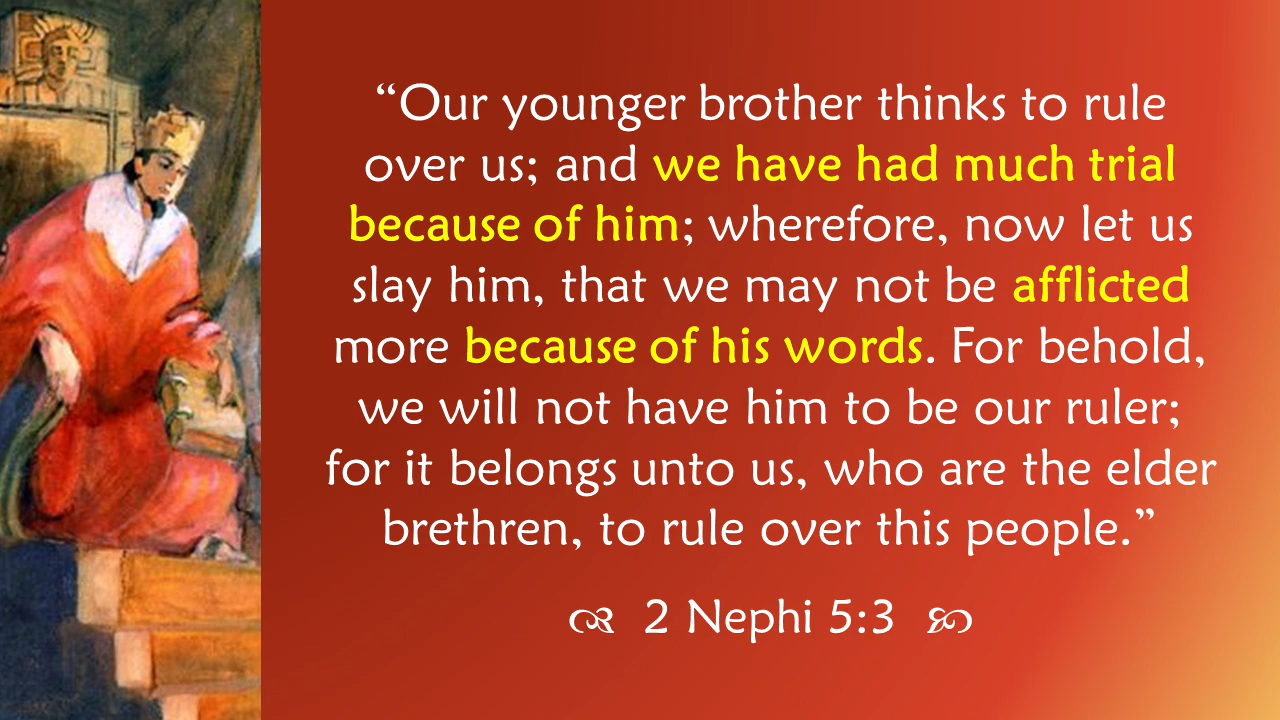 “Our younger brother thinks to rule
over us; and we have had much trial
because of him; wherefore, now let us
slay him, that we may not be afflicted
more because of his words. For behold,
we will not have him to be our ruler;
for it belongs unto us, who are the elder
brethren, to rule over this people.”
2 Nephi 5:3